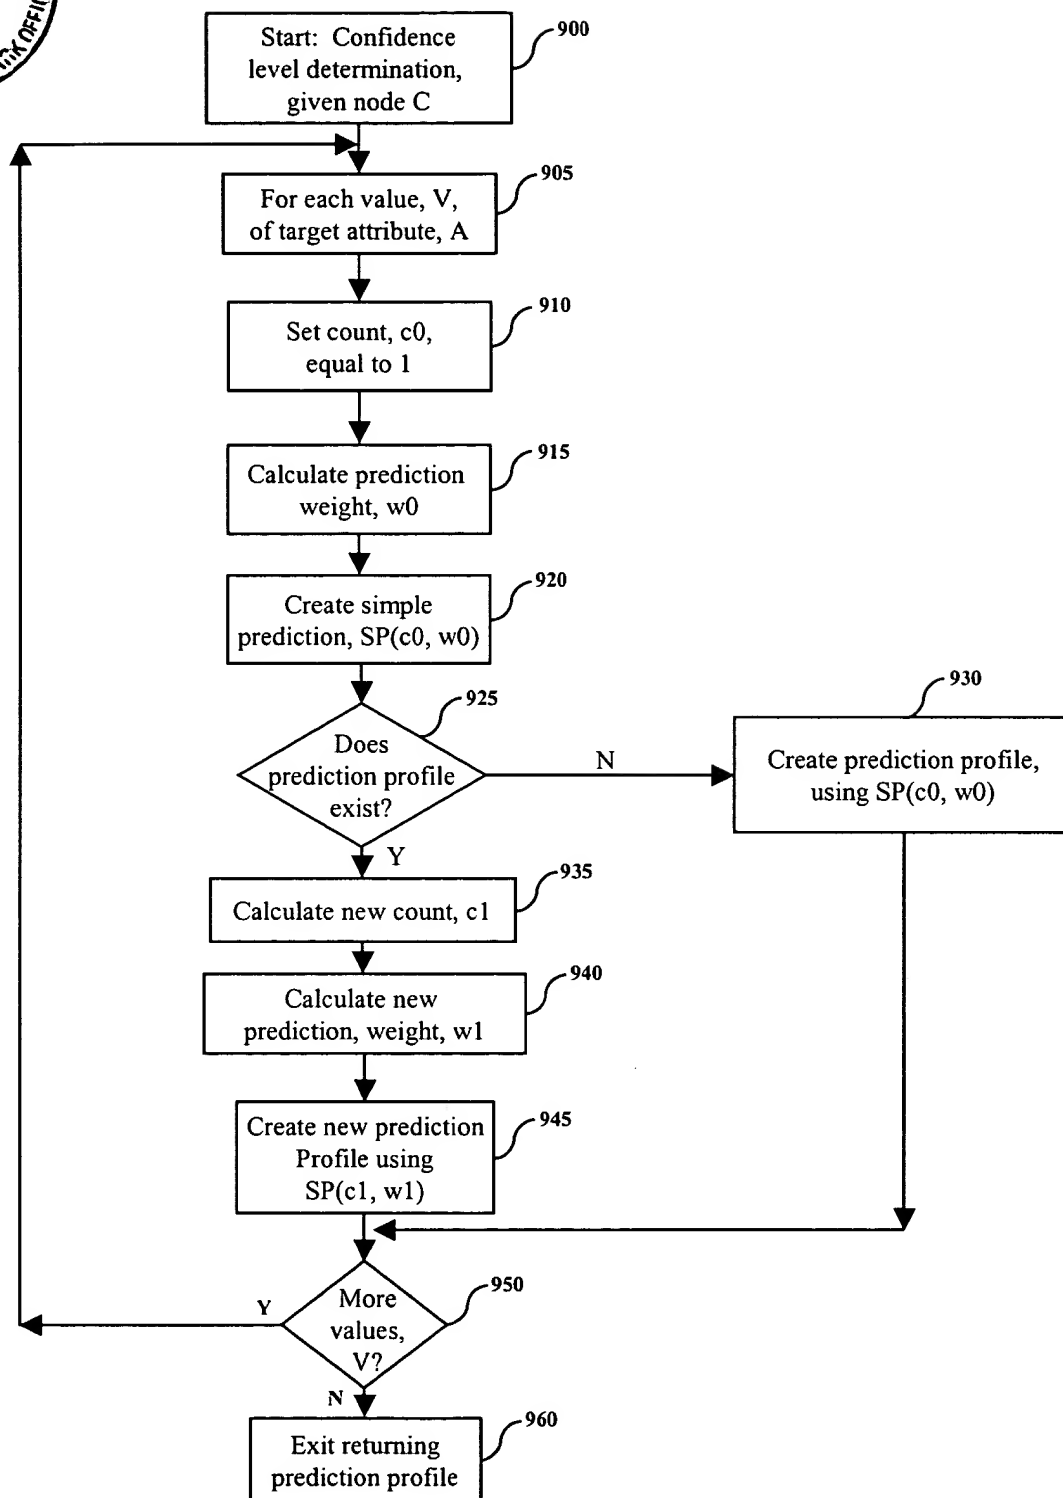 Start: Confidence
level determination,
given node C
900
For each value, V,
of target attribute, A
905
Set count, c0,
equal to 1
910
Calculate prediction
weight, w0
915
Create simple
prediction, SP(c0, w0)
920
Does
prediction profile
exist?
925
N
Create prediction profile,
using SP(c0, w0)
930
Y
Calculate new count, c1
935
Calculate new
prediction, weight, w1
940
Create new prediction
Profile using
SP(c1, w1)
945
More
values,
V?
950
Y
N
Exit returning
prediction profile
960